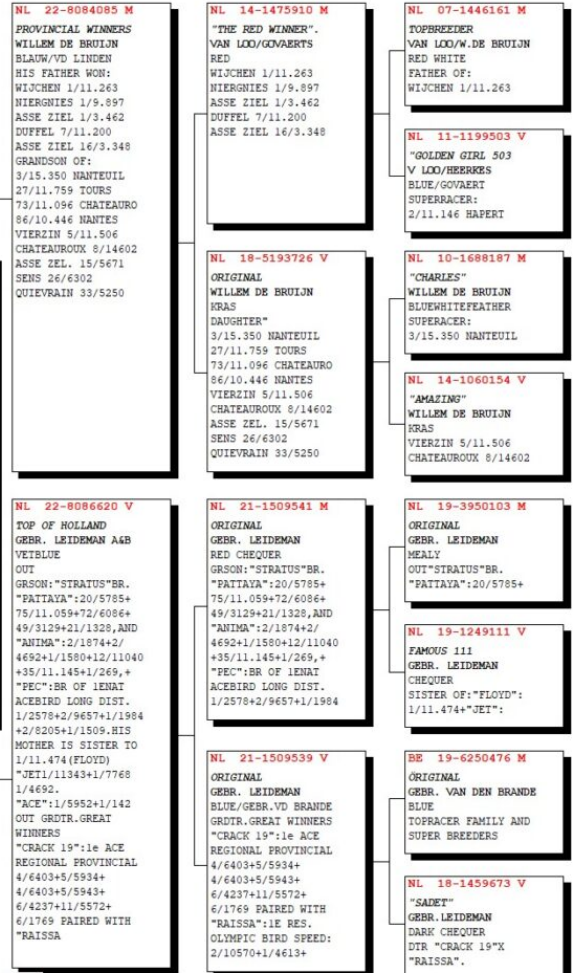 NL 22-8084085 M
PROVINCIAL WINNERS
WILLEM DE BRUIJN
BLAUW/VD LINDEN
HIS FATHER WON:
WIJCHEN 1/11.263
NIERGNIES 1/9.897
ASSE ZIEL 1/3.462
DUFFEL 7/11.200
ASSE ZIEL 16/3.348
GRANDSON OF:
3/15.350 NANTEUIL
27/11.759 TOURS
73/11.096 CHATEAURO
86/10.446 NANTES
VIERZIN 5/11.506
CHATEAUROUX 8/14602
ASSE ZEL. 15/5671
SENS 26/6302
QUIEVRAIN 33/5250
NL 22-8086620 V
TOP OF HOLLAND
GEBR. LEIDEMAN A&B
VETBLUE
OUT
GRSON:"STRATUS"BR.
"PATTAYA":20/5785+
75/11.059+72/6086+
49/3129+21/1328,AND
"ANIMA":2/1874+2/
4692+1/1580+12/11040
+35/11.145+1/269,+
"PEC":BR OF 1ENAT
ACEBIRD LONG DIST.
1/2578+2/9657+1/1984
+2/8205+1/1509.HIS
MOTHER IS SISTER TO
1/11.474(FLOYD)
"JET1/11343+1/7768
1/4692.
"ACE":1/5952+1/142
OUT GRDTR.GREAT
WINNERS
"CRACK 19":1e ACE
REGIONAL PROVINCIAL
4/6403+5/5934+
4/6403+5/5943+
6/4237+11/5572+
6/1769 PAIRED WITH
"RAISSA
NL 14-1475910 M
"THE RED WINNER".
VAN LOO/GOVAERTS
RED
WIJCHEN 1/11.263
NIERGNIES 1/9.897
ASSE ZIEL 1/3.462
DUFFEL 7/11.200
ASSE ZIEL 16/3.348
NL 18-5193726 V
ORIGINAL
WILLEM DE BRUIJN
KRAS
DAUGHTER"
3/15.350 NANTEUIL
27/11.759 TOURS
73/11.096 CHATEAURO
86/10.446 NANTES
VIERZIN 5/11.506
CHATEAUROUX 8/14602
ASSE ZEL. 15/5671
SENS 26/6302
QUIEVRAIN 33/5250
NL 21-1509541 M
ORIGINAL
GEBR. LEIDEMAN
RED CHEQUER
GRSON:"STRATUS"BR.
"PATTAYA":20/5785+
75/11.059+72/6086+
49/3129+21/1328,AND
"ANIMA":2/1874+2/
4692+1/1580+12/11040
+35/11.145+1/269,+
"PEC":BR OF 1ENAT
ACEBIRD LONG DIST.
1/2578+2/9657+1/1984
NL 21-1509539 V
ORIGINAL
GEBR. LEIDEMAN
BLUE/GEBR.VD BRANDE
GRDTR.GREAT WINNERS
"CRACK 19":1e ACE
REGIONAL PROVINCIAL
4/6403+5/5934+
4/6403+5/5943+
6/4237+11/5572+
6/1769 PAIRED WITH
"RAISSA":1E RES.
OLYMPIC BIRD SPEED:
2/10570+1/4613+
NL 07-1446161 M
TOPBREEDER
VAN LOO/W.DE BRUIJN
RED WHITE
FATHER OF:
WIJCHEN 1/11.263
NL 11-1199503 V
"GOLDEN GIRL 503
V LOO/HEERKES
BLUE/GOVAERT
SUPERRACER:
2/11.146 HAPERT
NL 10-1688187 M
"CHARLES"
WILLEM DE BRUIJN
BLUEWHITEFEATHER
SUPERACER:
3/15.350 NANTEUIL
NL 14-1060154 V
"AMAZING"
WILLEM DE BRUIJN
KRAS
VIERZIN 5/11.506
CHATEAUROUX 8/14602
NL 19-3950103 M
ORIGINAL
GEBR. LEIDEMAN
MEALY
OUT"STRATUS"BR.
"PATTAYA":20/5785+
NL 19-1249111 V
FAMOUS 111
GEBR. LEIDEMAN
CHEQUER
SISTER OF:"FLOYD":
1/11.474+"JET":
BE 19-6250476 M
ÖRIGINAL
GEBR. VAN DEN BRANDE
BLUE
TOPRACER FAMILY AND
SUPER BREEDERS
NL 18-1459673 V
"SADET"
GEBR.LEIDEMAN
DARK CHEQUER
DTR "CRACK 19"X
"RAISSA".